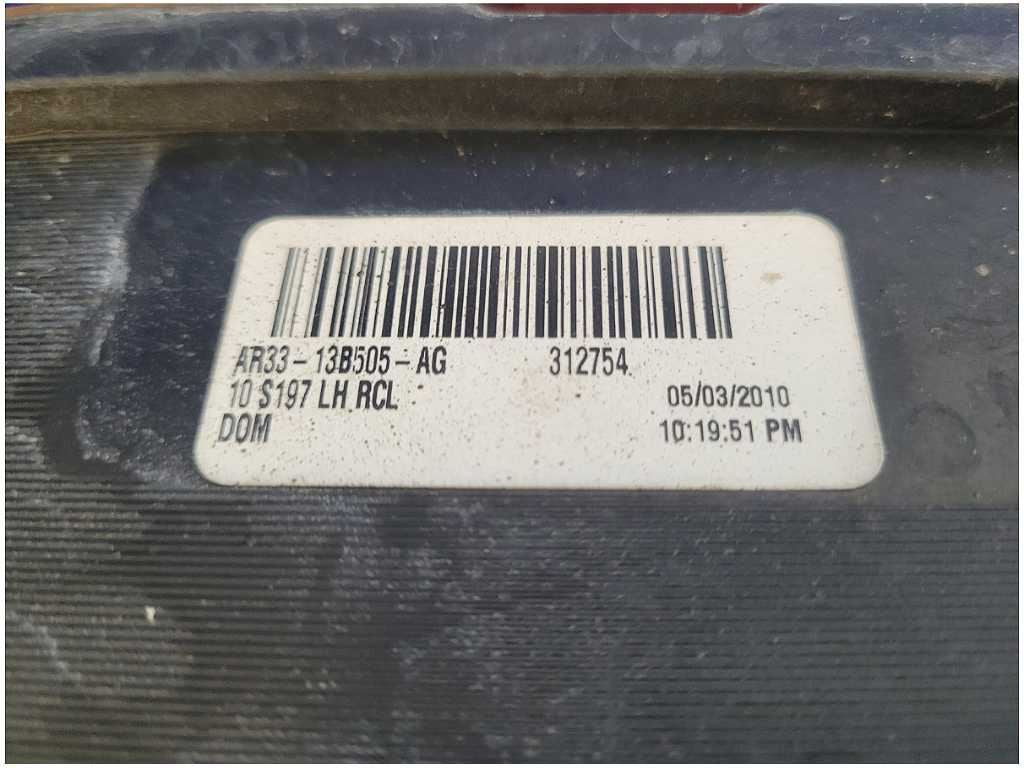 AR33-13B505-AG 312754
10 S197 LH RCL 05/03/2010
DOM 10:19:51 PM